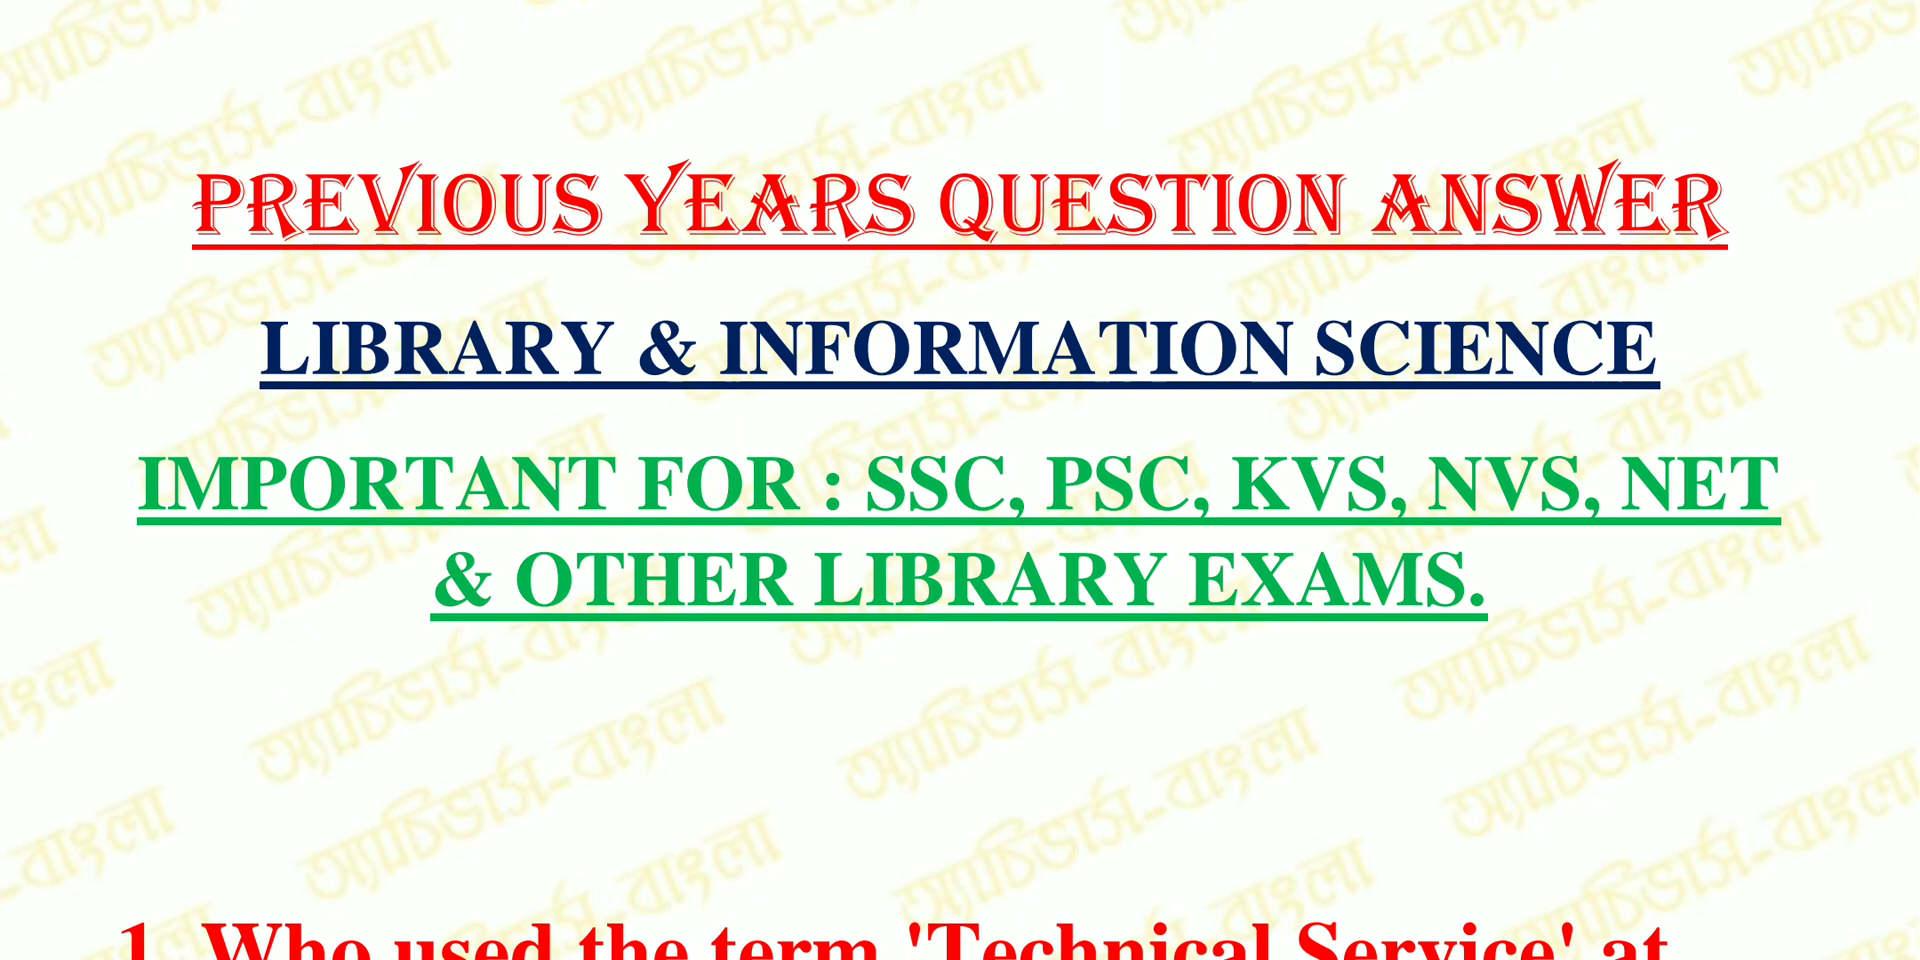 PREVIOUS YEARS QUESTION ANSWER
LIBRARY & INFORMATION SCIENCE
IMPORTANT FOR : SSC, PSC, KVS, NVS, NET
& OTHER LIBRARY EXAMS.
1. Who used the term 'Technical Service' at